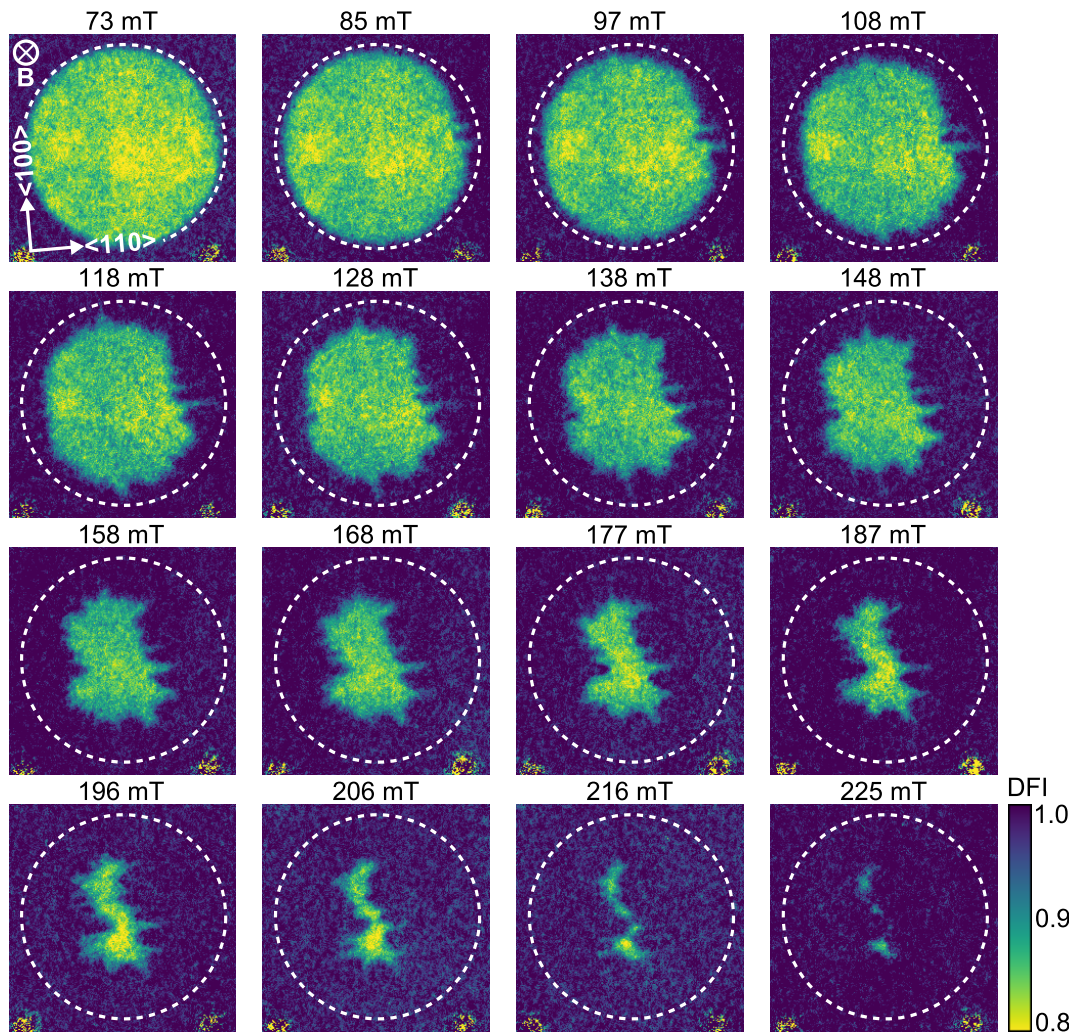 73 mT
85 mT
97 mT
108 mT
B
<100>
<110>
118 mT
128 mT
138 mT
148 mT
158 mT
168 mT
177 mT
187 mT
196 mT
206 mT
216 mT
225 mT
DFI
1.0
0.9
0.8